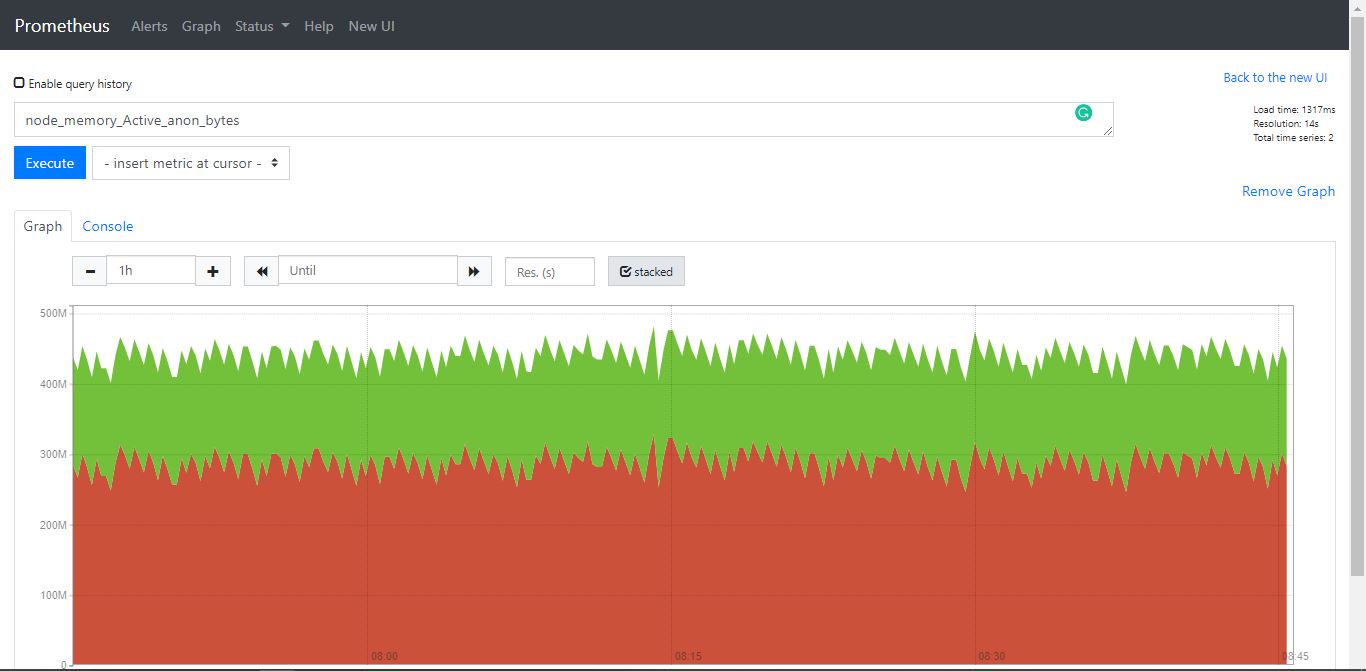 Prometheus Alerts Graph Status Help New UI
Enable query history
Back to the new UI
node_memory_Active_anon_bytes
Load time: 1317ms
Resolution: 14s
Total time series: 2
Execute - insert metric at cursor -
Remove Graph
Graph Console
1h Until Res. (s) stacked
500M
400M
300M
200M
100M
0
08:00 08:15 08:30 08:45